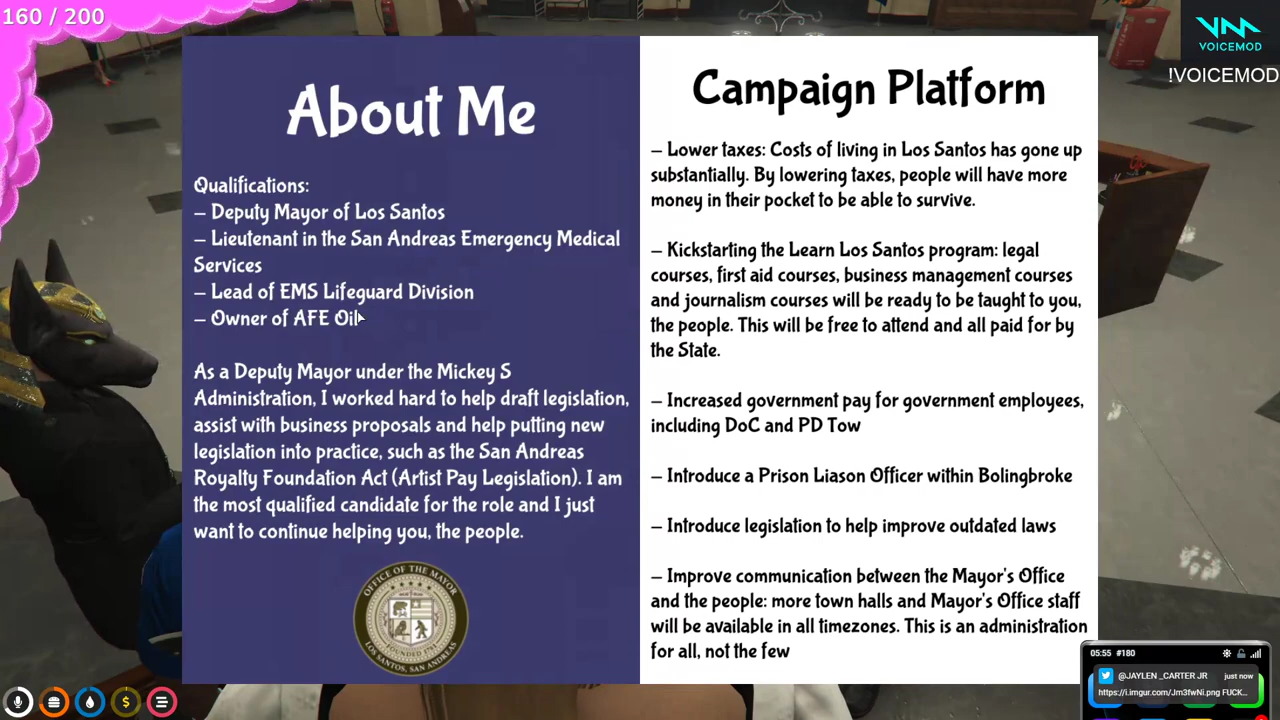 160 / 200
VOICEMOD
!VOICEMOD
About Me
Qualifications:
– Deputy Mayor of Los Santos
– Lieutenant in the San Andreas Emergency Medical
Services
– Lead of EMS Lifeguard Division
– Owner of AFE Oil
As a Deputy Mayor under the Mickey S
Administration, I worked hard to help draft legislation,
assist with business proposals and help putting new
legislation into practice, such as the San Andreas
Royalty Foundation Act (Artist Pay Legislation). I am
the most qualified candidate for the role and I just
want to continue helping you, the people.
OFFICE OF THE MAYOR
LOS SANTOS, SAN ANDREAS
Campaign Platform
– Lower taxes: Costs of living in Los Santos has gone up
substantially. By lowering taxes, people will have more
money in their pocket to be able to survive.
– Kickstarting the Learn Los Santos program: legal
courses, first aid courses, business management courses
and journalism courses will be ready to be taught to you,
the people. This will be free to attend and all paid for by
the State.
– Increased government pay for government employees,
including DoC and PD Tow
– Introduce a Prison Liason Officer within Bolingbroke
– Introduce legislation to help improve outdated laws
– Improve communication between the Mayor's Office
and the people: more town halls and Mayor's Office staff
will be available in all timezones. This is an administration
for all, not the few
05:55 #180
@JAYLEN _CARTER JR just now
https://i.imgur.com/Jm3fwNi.png FUCK...